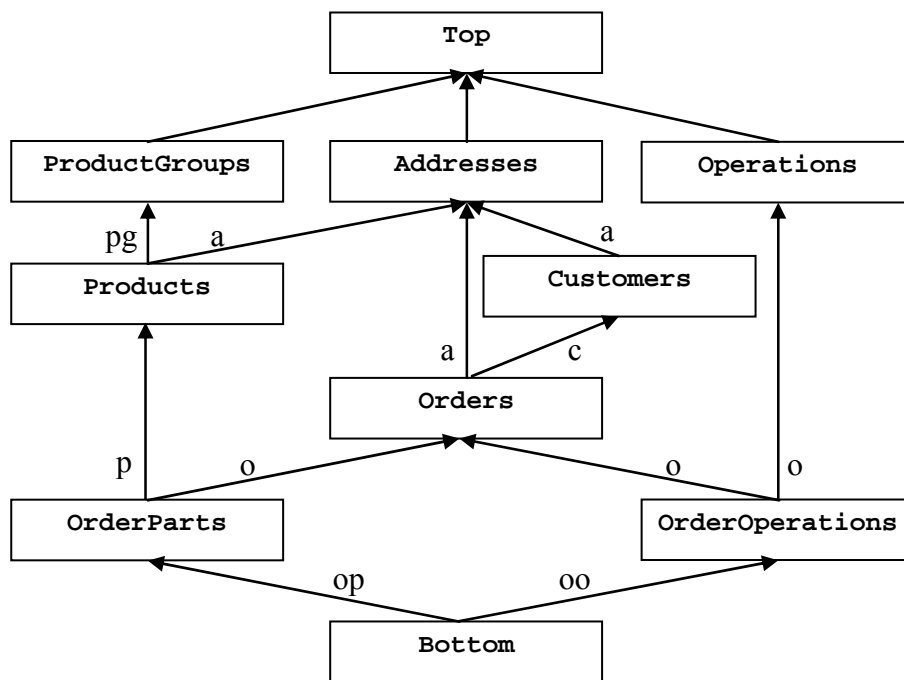 Top
ProductGroups
Addresses
Operations
pg
a
a
Products
Customers
a
c
Orders
p
o
o
o
OrderParts
OrderOperations
op
oo
Bottom